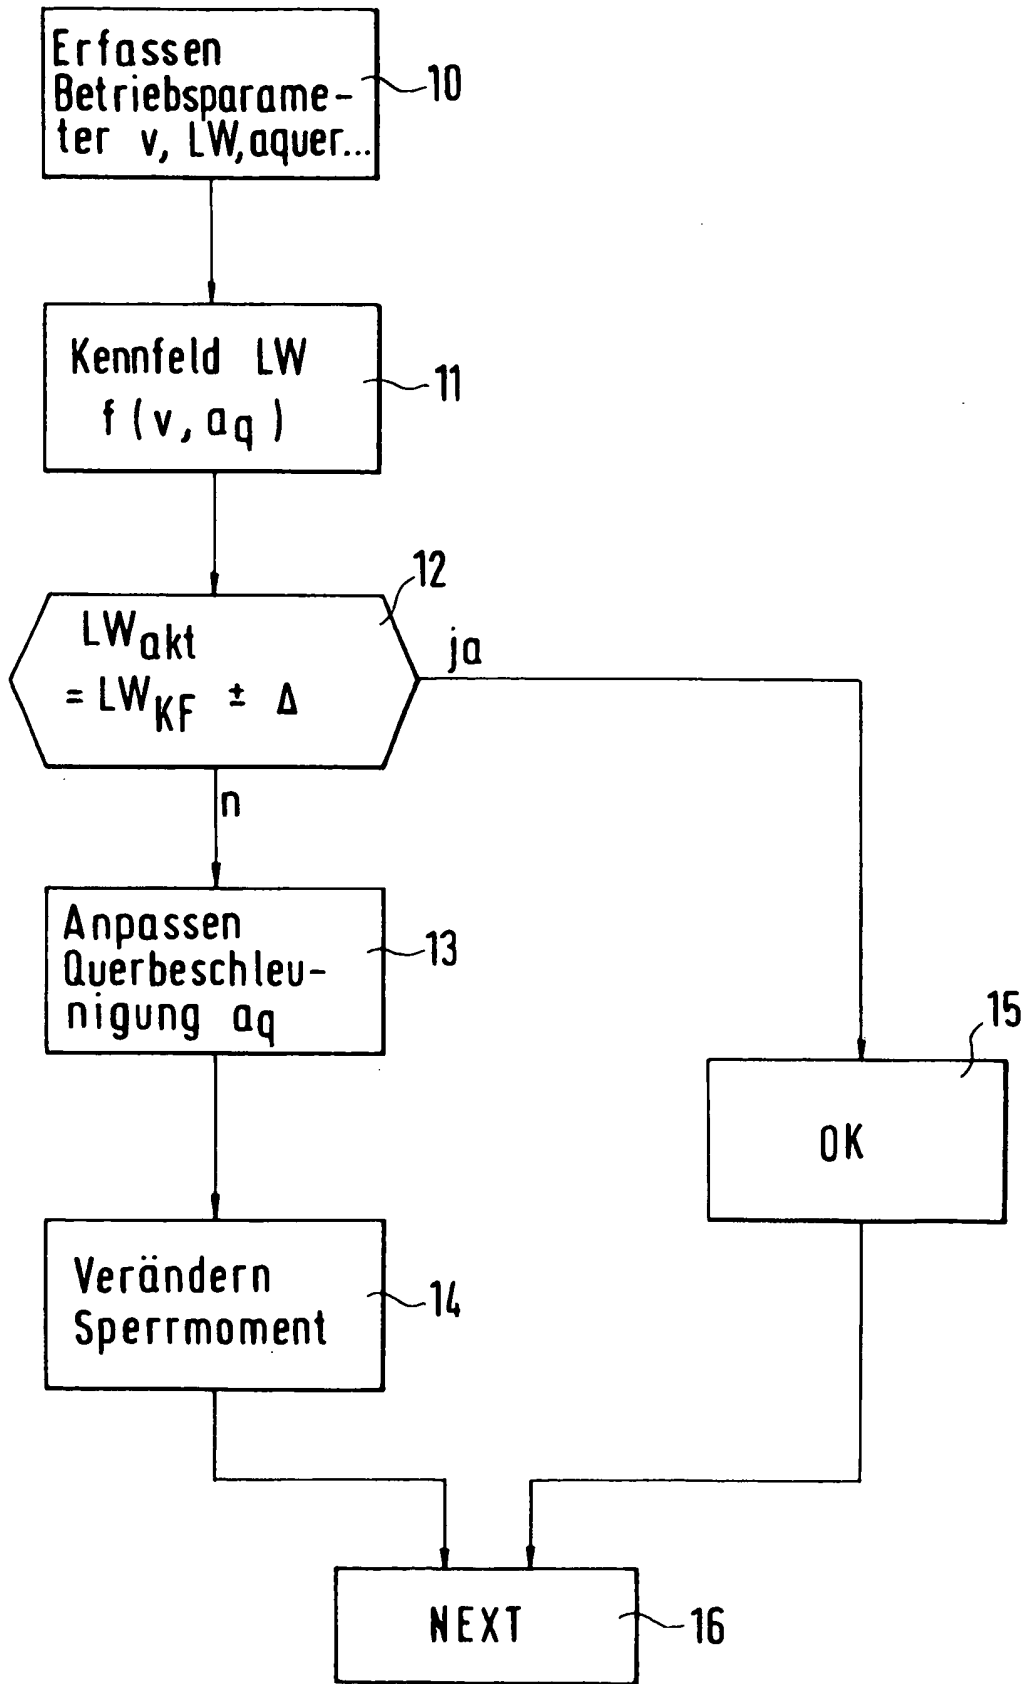 Erfassen
Betriebsparame-
ter v, LW, aquer...
10
Kennfeld LW
f (v, aq)
11
12
LWakt
= LWKF ± Δ
ja
n
Anpassen
Querbeschleu-
nigung aq
13
15
OK
Verändern
Sperrmoment
14
NEXT
16